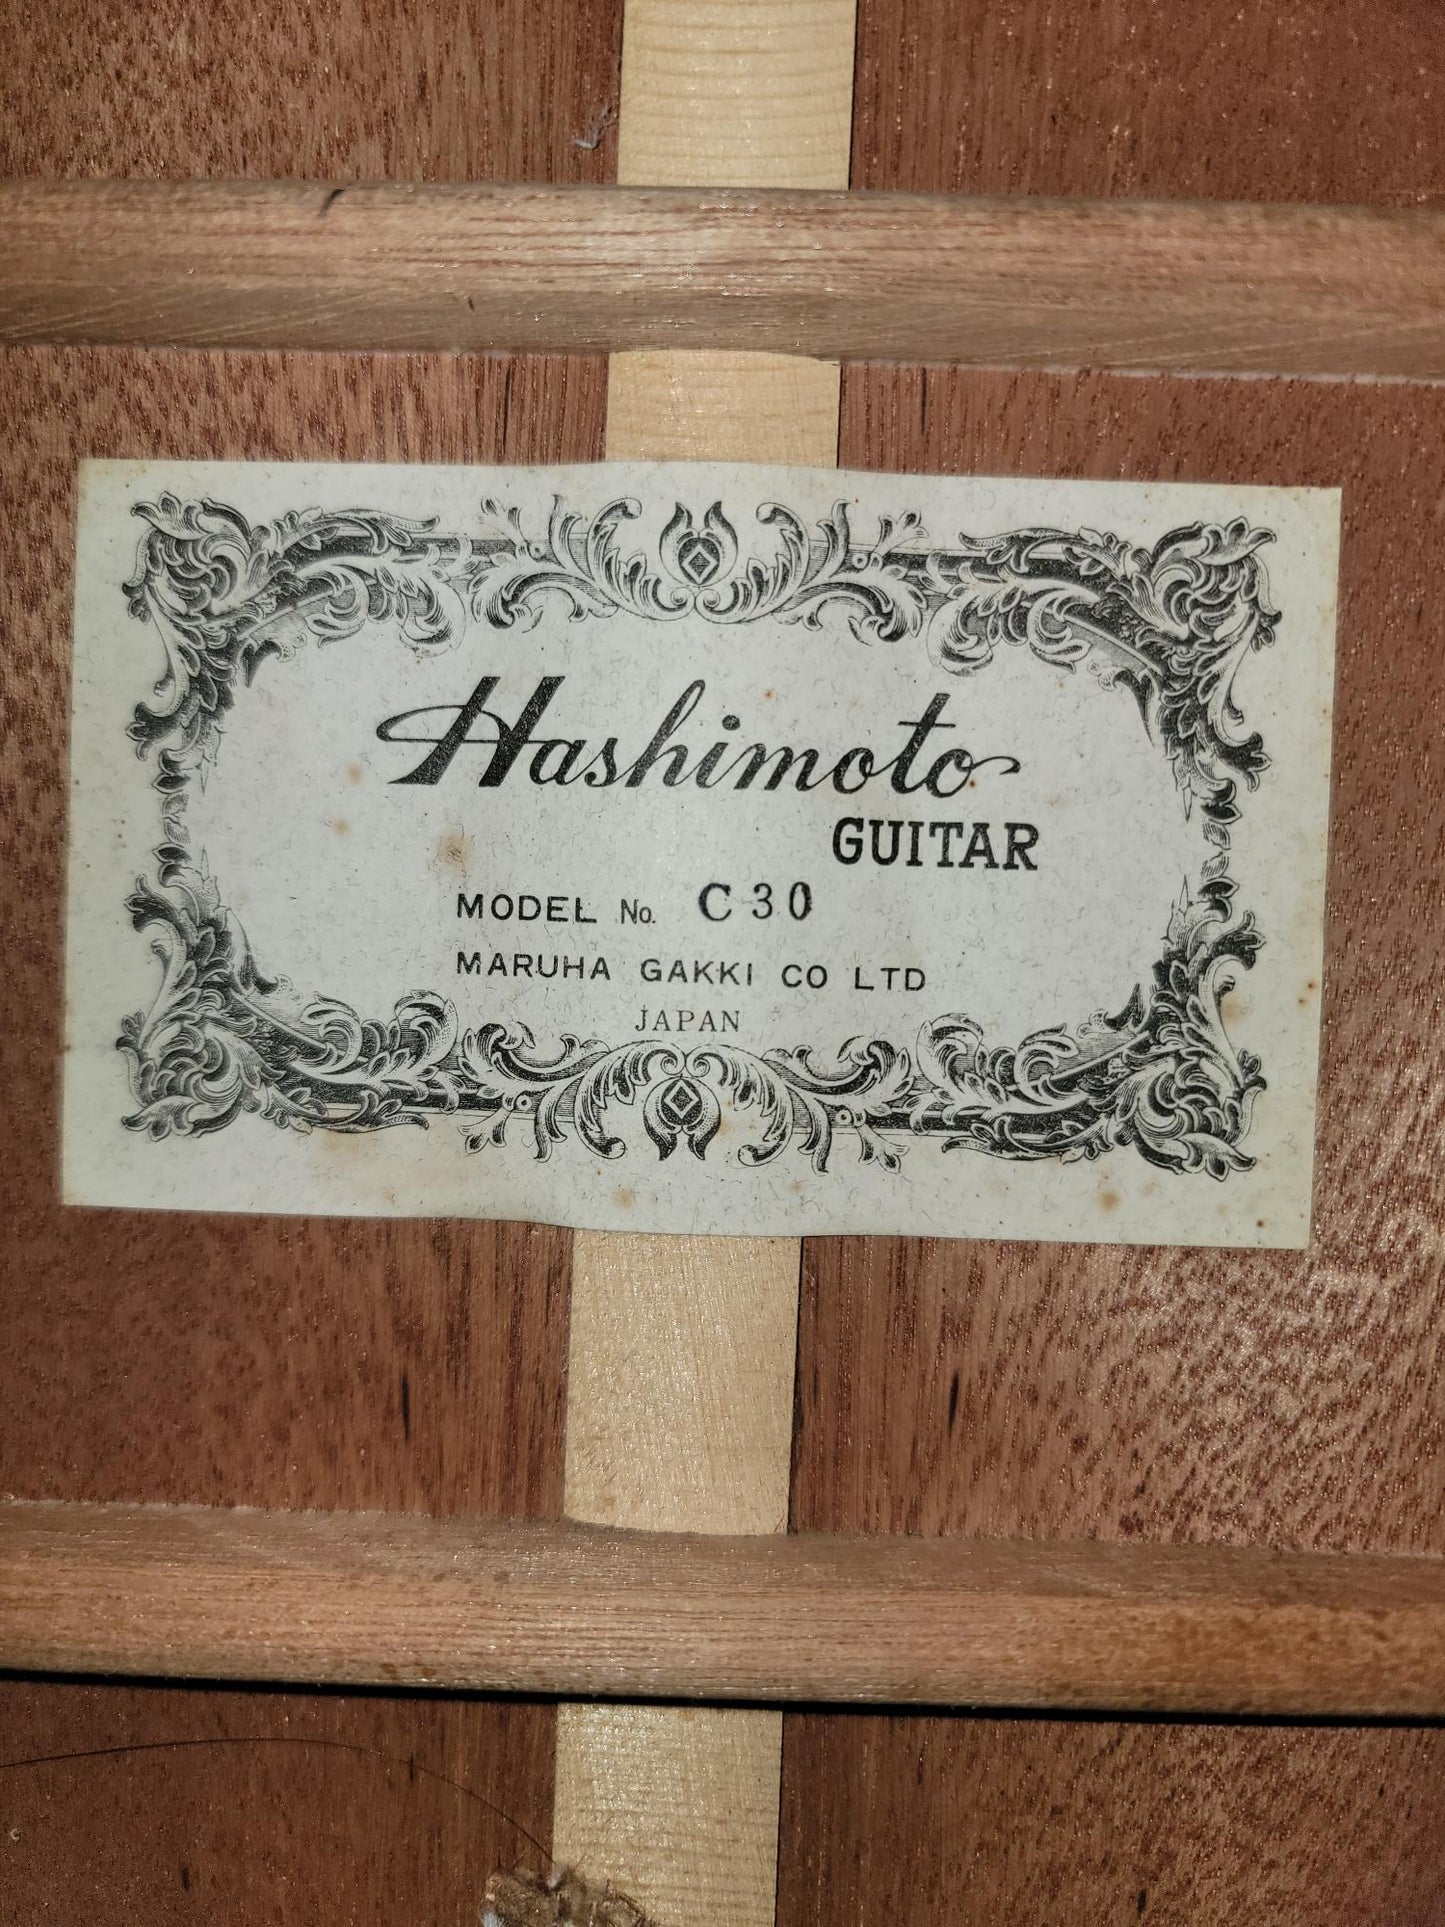 Hashimoto
GUITAR
MODEL No. C30
MARUHA GAKKI CO LTD
JAPAN